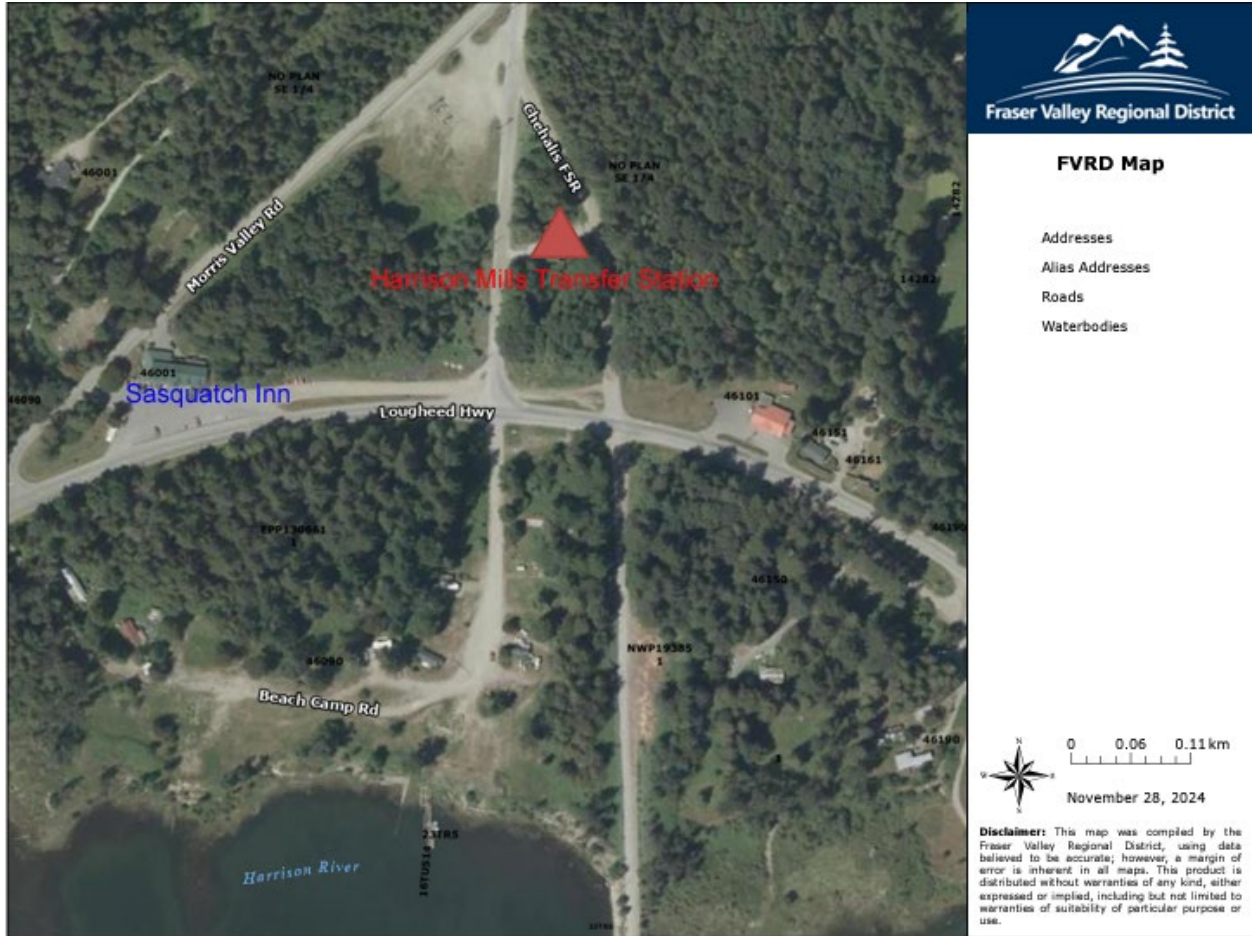 NO PLAN
SE 1/4
46001
Chehalis FSR
NO PLAN
SE 1/4
14282
Morris Valley Rd
14282
Harrison Mills Transfer Station
46001
Sasquatch Inn
46090
Lougheed Hwy
46101
46151
46161
46190
EPP130661
1
46150
NWP19385
1
46090
Beach Camp Rd
46190
23TR5
16TUS14
Harrison River
Fraser Valley Regional District
FVRD Map
Addresses
Alias Addresses
Roads
Waterbodies
N
0 0.06 0.11 km
November 28, 2024
Disclaimer: This map was compiled by the
Fraser Valley Regional District, using data
believed to be accurate; however, a margin of
error is inherent in all maps. This product is
distributed without warranties of any kind, either
expressed or implied, including but not limited to
warranties of suitability of particular purpose or
use.